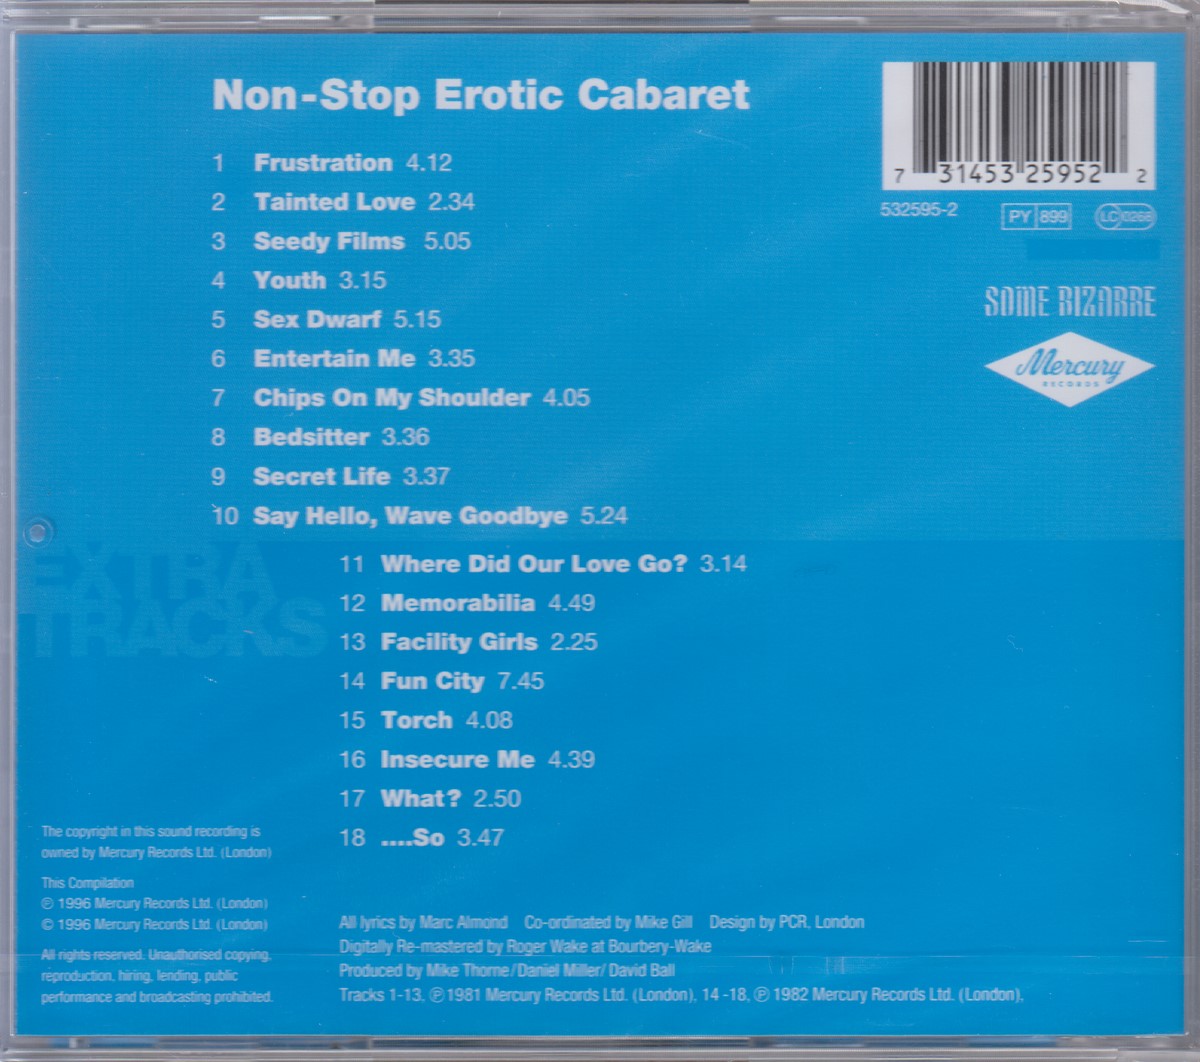 Non-Stop Erotic Cabaret
1 Frustration 4.12
2 Tainted Love 2.34
3 Seedy Films 5.05
4 Youth 3.15
5 Sex Dwarf 5.15
6 Entertain Me 3.35
7 Chips On My Shoulder 4.05
8 Bedsitter 3.36
9 Secret Life 3.37
10 Say Hello, Wave Goodbye 5.24
EXTRA
TRACKS
11 Where Did Our Love Go? 3.14
12 Memorabilia 4.49
13 Facility Girls 2.25
14 Fun City 7.45
15 Torch 4.08
16 Insecure Me 4.39
17 What? 2.50
18 ....So 3.47
7 31453 25952 2
532595-2 PY 899 LC 0268
SOME BIZARRE
Mercury
RECORDS
The copyright in this sound recording is
owned by Mercury Records Ltd. (London)
This Compilation
℗ 1996 Mercury Records Ltd. (London)
© 1996 Mercury Records Ltd. (London)
All rights reserved. Unauthorised copying,
reproduction, hiring, lending, public
performance and broadcasting prohibited.
All lyrics by Marc Almond Co-ordinated by Mike Gill Design by PCR, London
Digitally Re-mastered by Roger Wake at Bourbery-Wake
Produced by Mike Thorne/Daniel Miller/David Ball
Tracks 1-13, ℗ 1981 Mercury Records Ltd. (London), 14 -18, ℗ 1982 Mercury Records Ltd. (London),